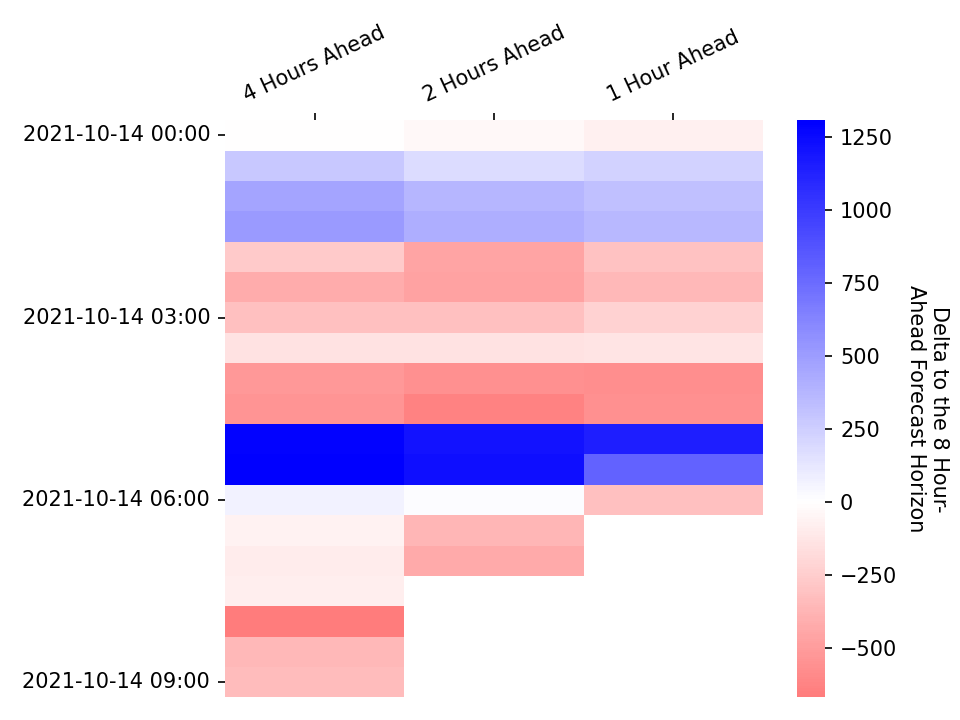 4 Hours Ahead
2 Hours Ahead
1 Hour Ahead
2021-10-14 00:00
2021-10-14 03:00
2021-10-14 06:00
2021-10-14 09:00
1250
1000
750
500
250
0
−250
−500
Delta to the 8 Hour-
Ahead Forecast Horizon